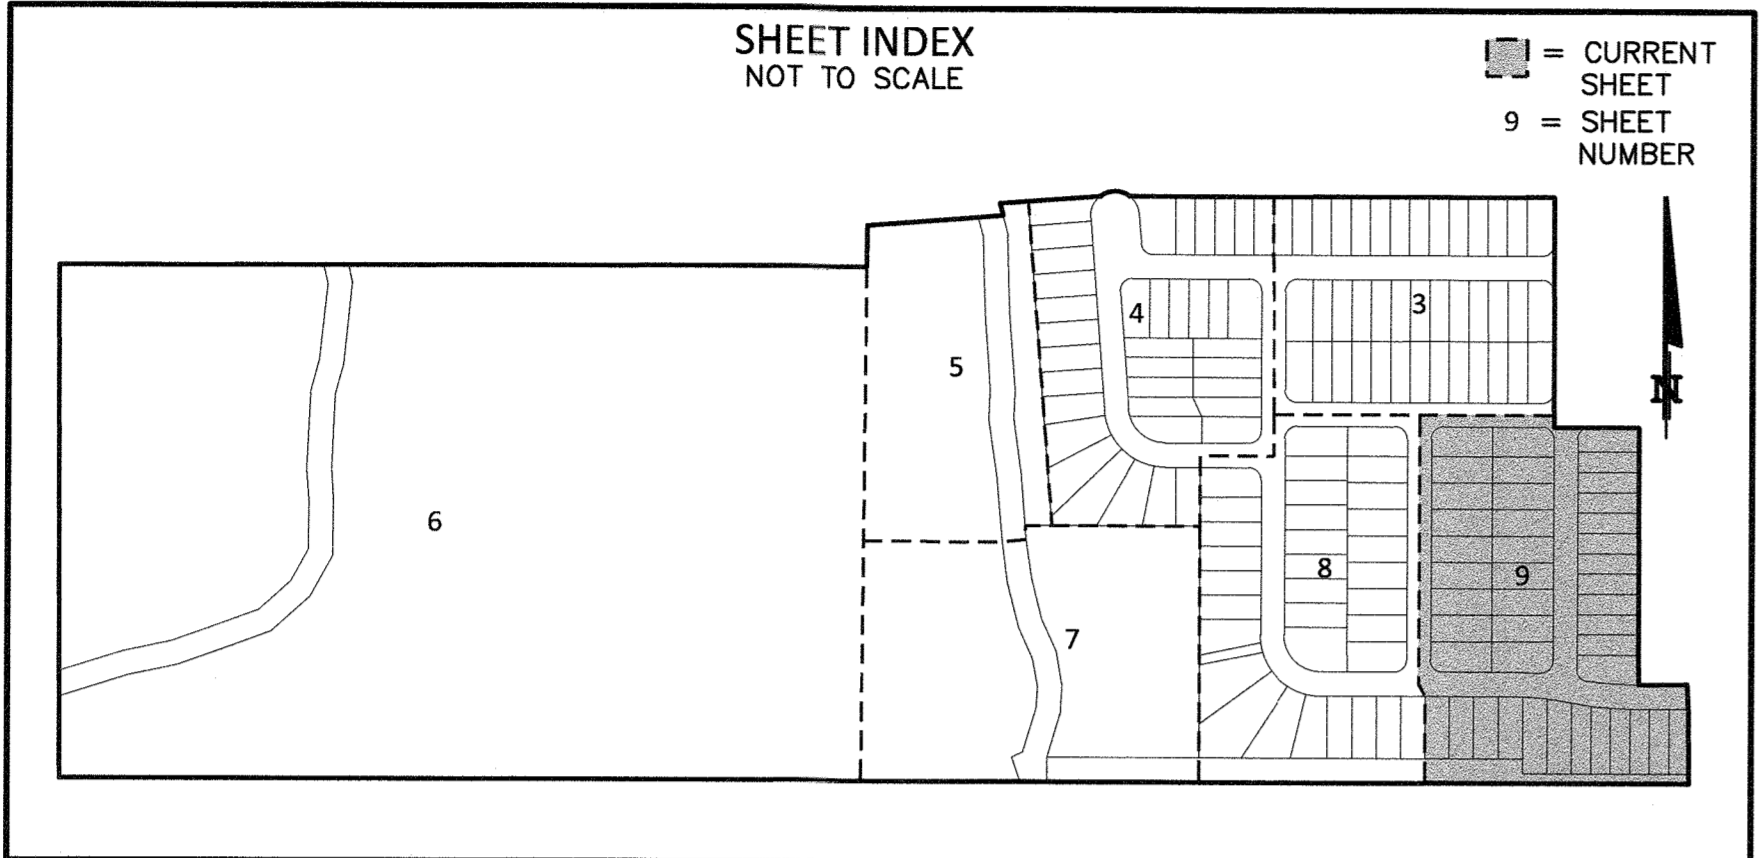 SHEET INDEX
NOT TO SCALE
= CURRENT
SHEET
9 = SHEET
NUMBER
N
3
4
5
6
7
8
9